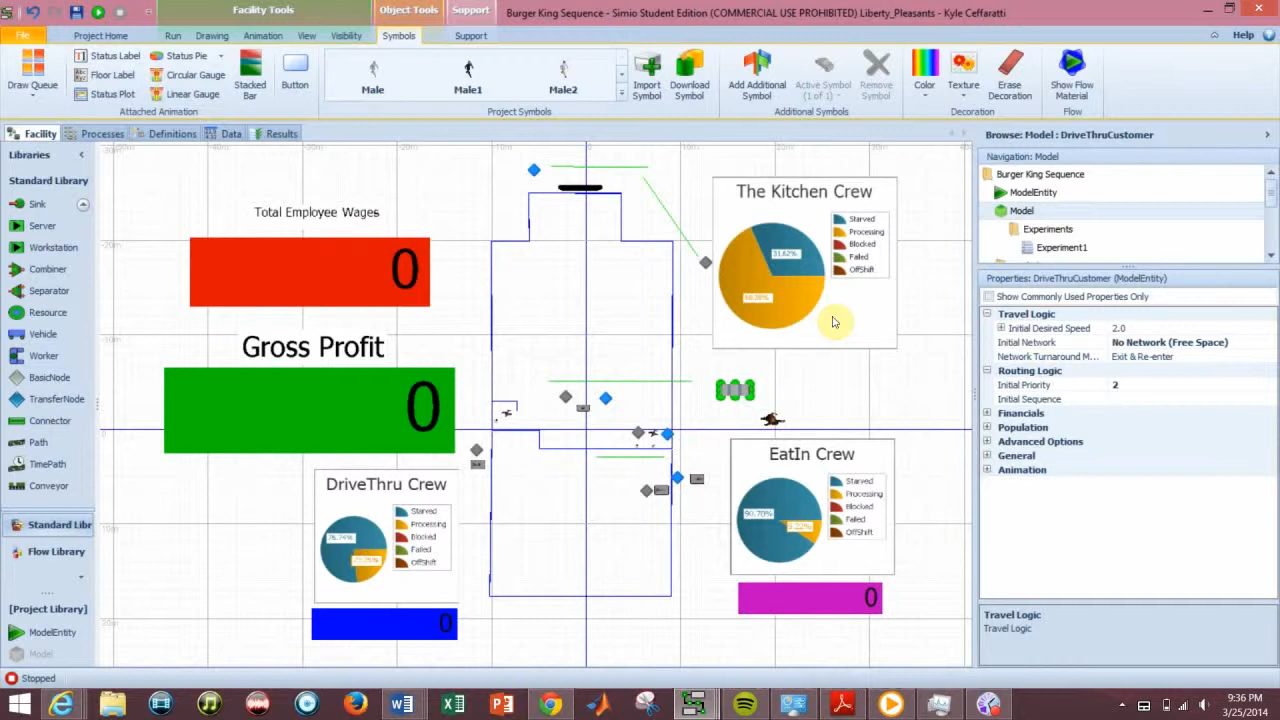 Facility Tools
Object Tools
Support
Burger King Sequence - Simio Student Edition (COMMERCIAL USE PROHIBITED) Liberty_Pleasants - Kyle Ceffaratti
File
Project Home
Run
Drawing
Animation
View
Visibility
Symbols
Support
Help
Draw Queue
Status Label
Floor Label
Status Plot
Status Pie
Circular Gauge
Linear Gauge
Stacked Bar
Button
Attached Animation
Male
Male1
Male2
Project Symbols
Import Symbol
Download Symbol
Add Additional Symbol
Active Symbol (1 of 1)
Remove Symbol
Additional Symbols
Color
Texture
Erase Decoration
Decoration
Show Flow Material
Flow
Facility
Processes
Definitions
Data
Results
Libraries
Standard Library
Sink
Server
Workstation
Combiner
Separator
Resource
Vehicle
Worker
BasicNode
TransferNode
Connector
Path
TimePath
Conveyor
Standard Libr
Flow Library
[Project Library]
ModelEntity
Model
Total Employee Wages
0
Gross Profit
0
DriveThru Crew
Starved
Processing
Blocked
Failed
OffShift
0
The Kitchen Crew
31.62%
Starved
Processing
Blocked
Failed
OffShift
EatIn Crew
90.78%
9.22%
Starved
Processing
Blocked
Failed
OffShift
0
Browse: Model : DriveThruCustomer
Navigation: Model
Burger King Sequence
ModelEntity
Model
Experiments
Experiment1
Properties: DriveThruCustomer (ModelEntity)
Show Commonly Used Properties Only
Travel Logic
Initial Desired Speed 2.0
Initial Network No Network (Free Space)
Network Turnaround M... Exit & Re-enter
Routing Logic
Initial Priority 2
Initial Sequence
Financials
Population
Advanced Options
General
Animation
Travel Logic
Travel Logic
Stopped
9:36 PM
3/25/2014